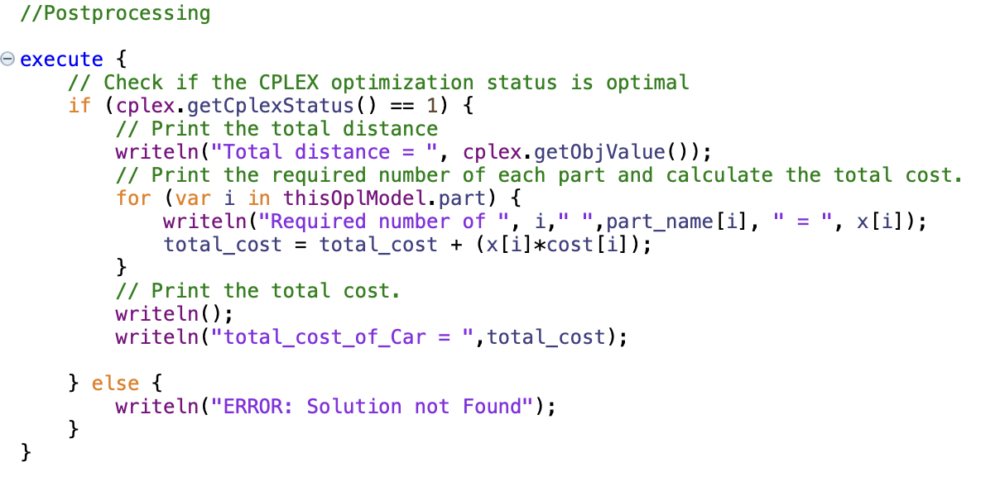 //Postprocessing
execute {
// Check if the CPLEX optimization status is optimal
if (cplex.getCplexStatus() == 1) {
// Print the total distance
writeln("Total distance = ", cplex.getObjValue());
// Print the required number of each part and calculate the total cost.
for (var i in thisOplModel.part) {
writeln("Required number of ", i," ",part_name[i], " = ", x[i]);
total_cost = total_cost + (x[i]*cost[i]);
}
// Print the total cost.
writeln();
writeln("total_cost_of_Car = ",total_cost);
} else {
writeln("ERROR: Solution not Found");
}
}